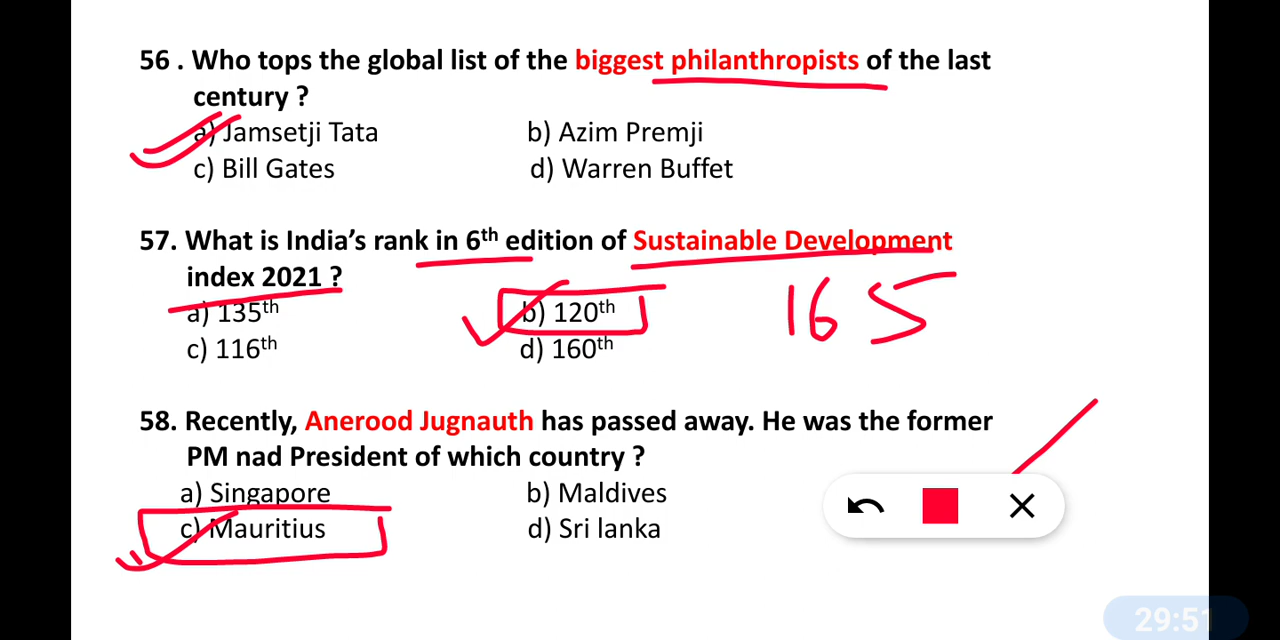 56 . Who tops the global list of the biggest philanthropists of the last
century ?
a) Jamsetji Tata b) Azim Premji
c) Bill Gates d) Warren Buffet
57. What is India’s rank in 6th edition of Sustainable Development
index 2021 ?
a) 135th b) 120th 165
c) 116th d) 160th
58. Recently, Anerood Jugnauth has passed away. He was the former
PM nad President of which country ?
a) Singapore b) Maldives
c) Mauritius d) Sri lanka
29:51